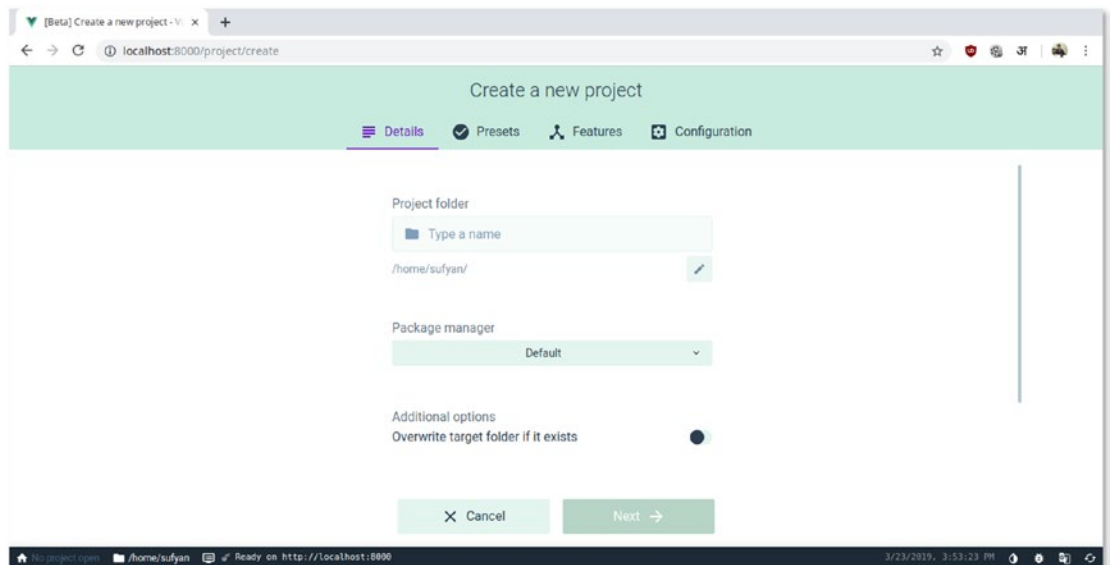 [Beta] Create a new project - V
localhost:8000/project/create
अ
Create a new project
Details Presets Features Configuration
Project folder
Type a name
/home/sufyan/
Package manager
Default
Additional options
Overwrite target folder if it exists
Cancel Next
No project open /home/sufyan Ready on http://localhost:8000 3/23/2019, 3:53:23 PM